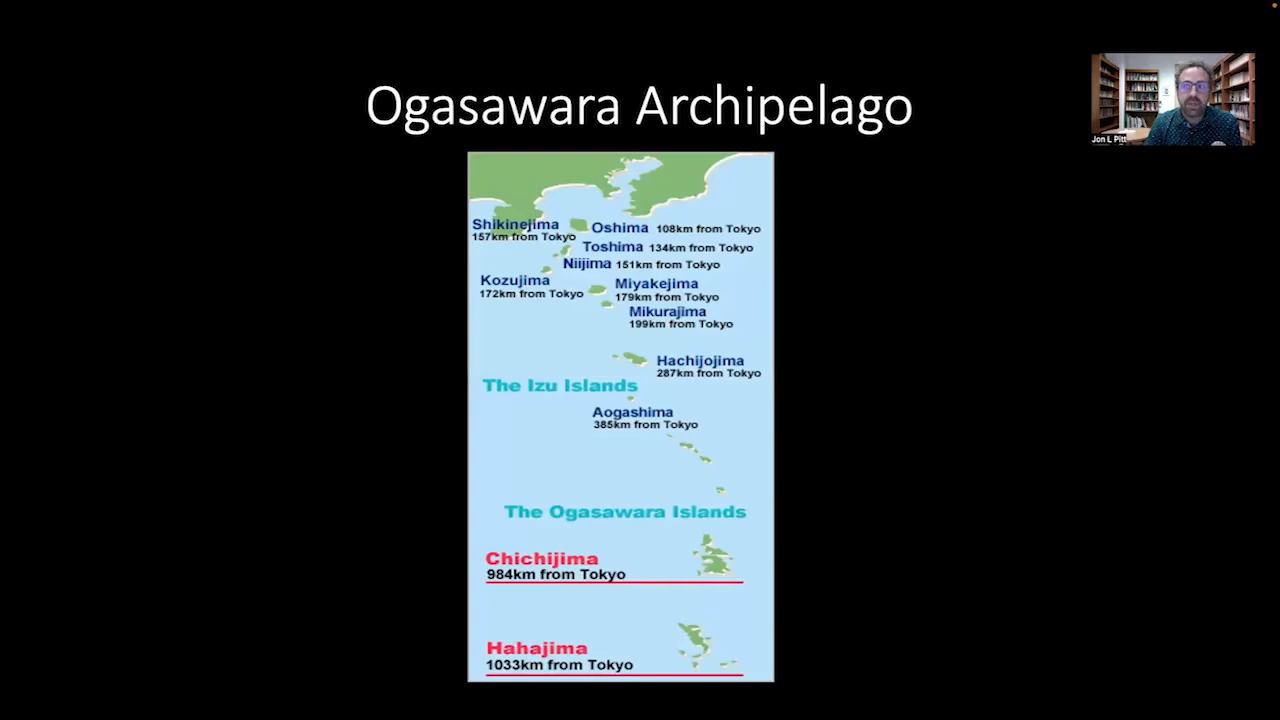 Ogasawara Archipelago
Jon L Pitt
Shikinejima
157km from Tokyo
Oshima 108km from Tokyo
Toshima 134km from Tokyo
Niijima 151km from Tokyo
Kozujima
172km from Tokyo
Miyakejima
179km from Tokyo
Mikurajima
199km from Tokyo
Hachijojima
287km from Tokyo
The Izu Islands
Aogashima
385km from Tokyo
The Ogasawara Islands
Chichijima
984km from Tokyo
Hahajima
1033km from Tokyo